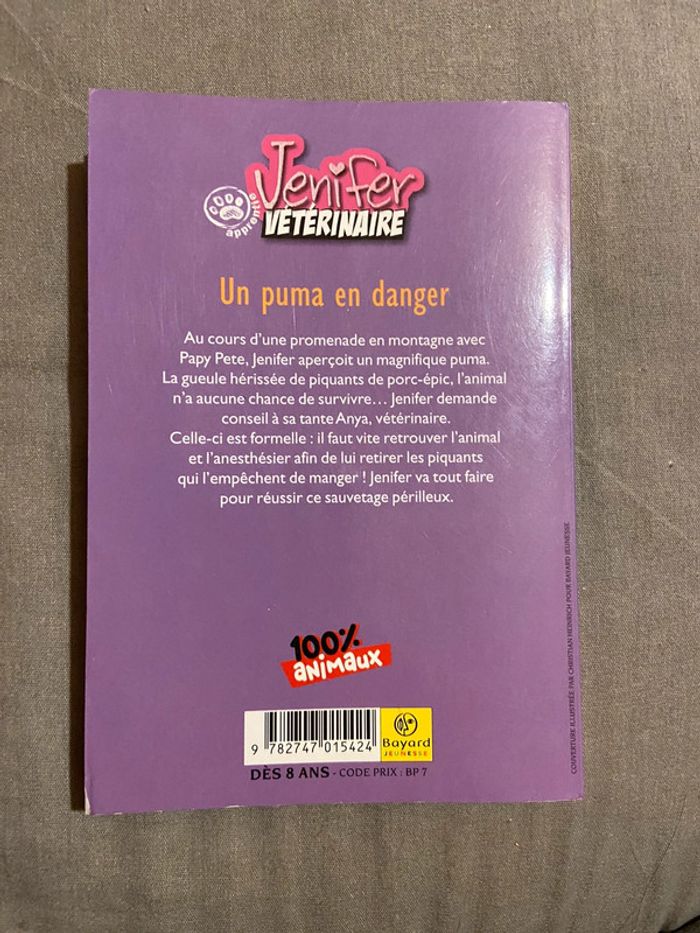 Jenifer
apprentie
VÉTÉRINAIRE
Un puma en danger
Au cours d'une promenade en montagne avec
Papy Pete, Jenifer aperçoit un magnifique puma.
La gueule hérissée de piquants de porc-épic, l'animal
n'a aucune chance de survivre... Jenifer demande
conseil à sa tante Anya, vétérinaire.
Celle-ci est formelle : il faut vite retrouver l'animal
et l'anesthésier afin de lui retirer les piquants
qui l'empêchent de manger ! Jenifer va tout faire
pour réussir ce sauvetage périlleux.
100%
animaux
9 782747 015424
Bayard
JEUNESSE
DÈS 8 ANS - CODE PRIX : BP 7
COUVERTURE ILLUSTRÉE PAR CHRISTIAN HEINRICH POUR BAYARD JEUNESSE